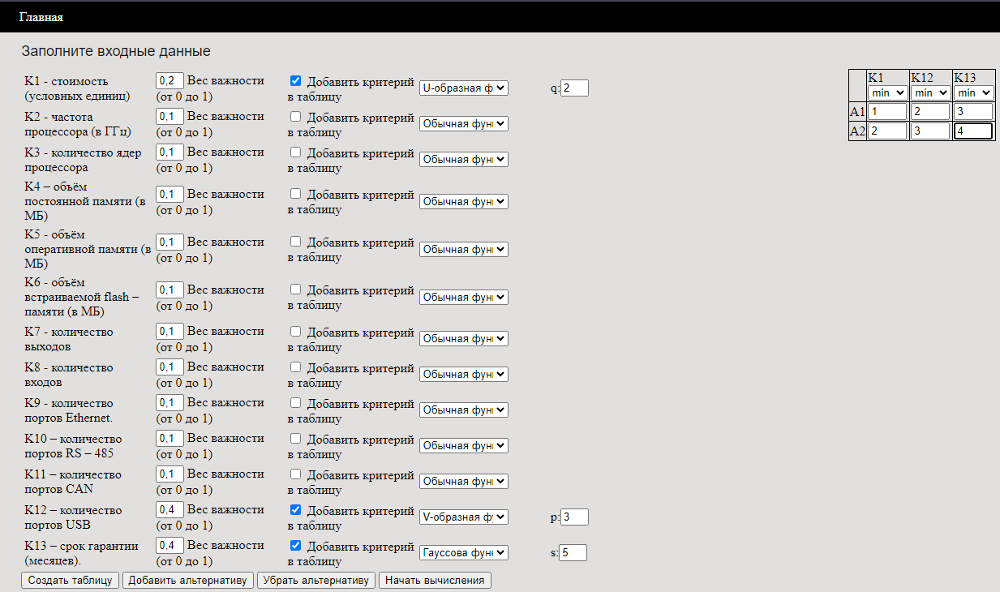 Главная
Заполните входные данные
K1 - стоимость
(условных единиц)
0,2 Вес важности
(от 0 до 1)
Добавить критерий
в таблицу
U-образная ф
q: 2
K2 - частота
процессора (в ГГц)
0,1 Вес важности
(от 0 до 1)
Добавить критерий
в таблицу
Обычная фун
K3 - количество ядер
процессора
0,1 Вес важности
(от 0 до 1)
Добавить критерий
в таблицу
Обычная фун
K4 – объём
постоянной памяти (в
МБ)
0,1 Вес важности
(от 0 до 1)
Добавить критерий
в таблицу
Обычная фун
K5 - объём
оперативной памяти (в
МБ)
0,1 Вес важности
(от 0 до 1)
Добавить критерий
в таблицу
Обычная фун
K6 - объём
встраиваемой flash –
памяти (в МБ)
0,1 Вес важности
(от 0 до 1)
Добавить критерий
в таблицу
Обычная фун
K7 - количество
выходов
0,1 Вес важности
(от 0 до 1)
Добавить критерий
в таблицу
Обычная фун
K8 - количество
входов
0,1 Вес важности
(от 0 до 1)
Добавить критерий
в таблицу
Обычная фун
K9 - количество
портов Ethernet.
0,1 Вес важности
(от 0 до 1)
Добавить критерий
в таблицу
Обычная фун
K10 – количество
портов RS – 485
0,1 Вес важности
(от 0 до 1)
Добавить критерий
в таблицу
Обычная фун
K11 – количество
портов CAN
0,1 Вес важности
(от 0 до 1)
Добавить критерий
в таблицу
Обычная фун
K12 – количество
портов USB
0,4 Вес важности
(от 0 до 1)
Добавить критерий
в таблицу
V-образная фу
p: 3
K13 – срок гарантии
(месяцев).
0,4 Вес важности
(от 0 до 1)
Добавить критерий
в таблицу
Гауссова фун
s: 5
Создать таблицу Добавить альтернативу Убрать альтернативу Начать вычисления
K1 K12 K13
min min min
A1 1 2 3
A2 2 3 4